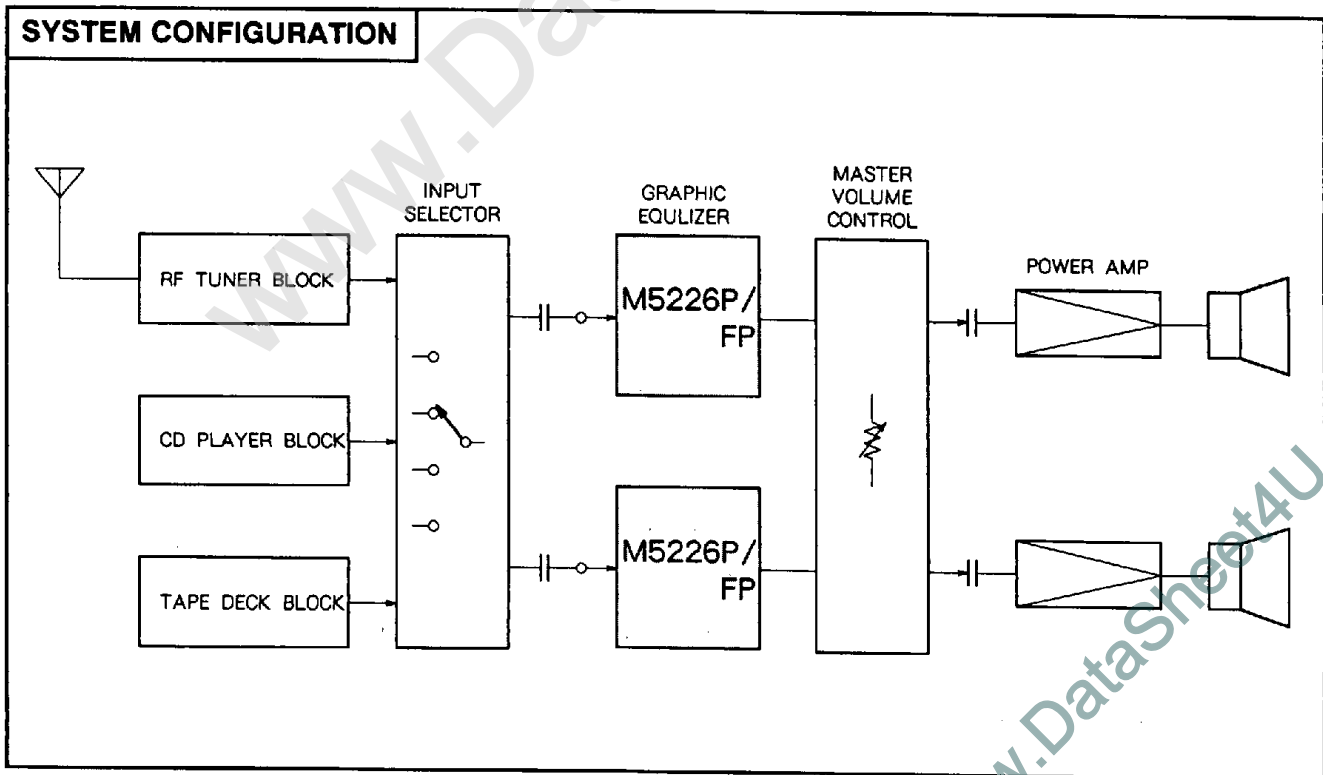 SYSTEM CONFIGURATION
INPUT
SELECTOR
GRAPHIC
EQULIZER
MASTER
VOLUME
CONTROL
POWER AMP
RF TUNER BLOCK
M5226P/
FP
CD PLAYER BLOCK
M5226P/
FP
TAPE DECK BLOCK
www.Da
w.DataSheet4U